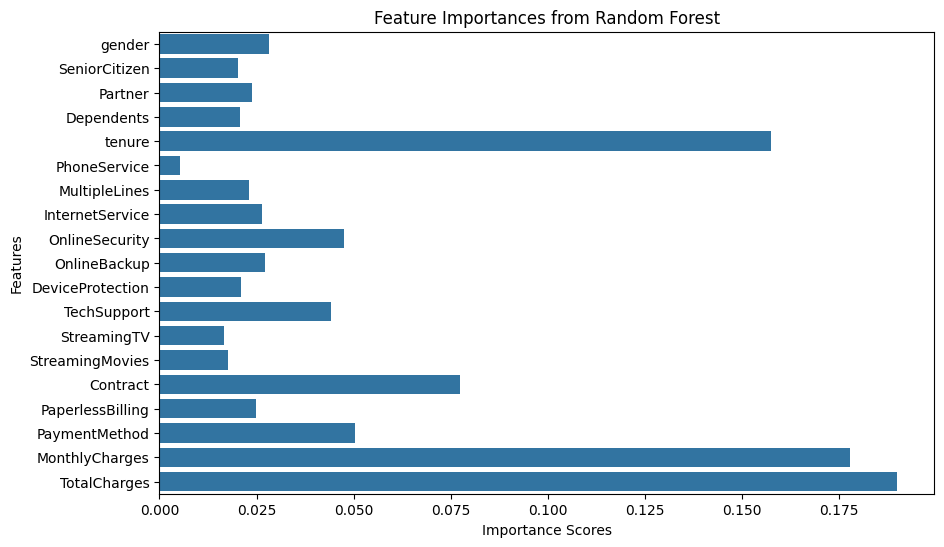 Feature Importances from Random Forest
gender
SeniorCitizen
Partner
Dependents
tenure
PhoneService
MultipleLines
InternetService
OnlineSecurity
OnlineBackup
DeviceProtection
TechSupport
StreamingTV
StreamingMovies
Contract
PaperlessBilling
PaymentMethod
MonthlyCharges
TotalCharges
Features
0.000 0.025 0.050 0.075 0.100 0.125 0.150 0.175
Importance Scores